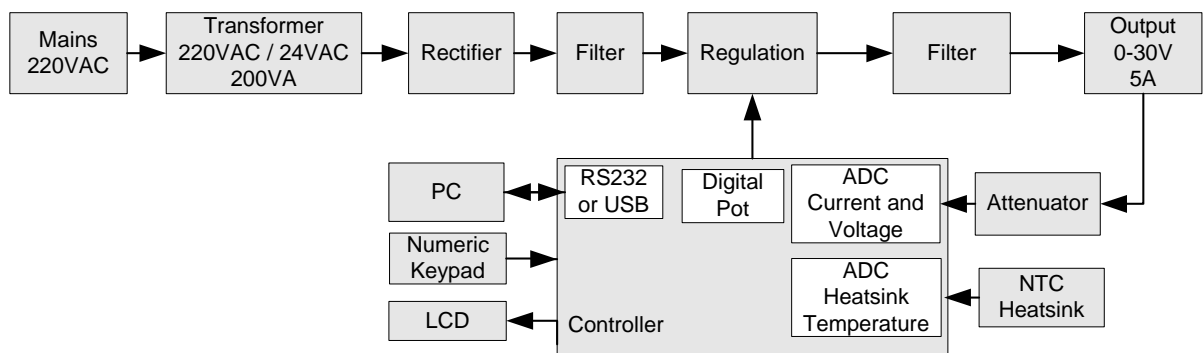 Mains
220VAC
Transformer
220VAC / 24VAC
200VA
Rectifier
Filter
Regulation
Filter
Output
0-30V
5A
PC
RS232
or USB
Digital
Pot
ADC
Current and
Voltage
Attenuator
Numeric
Keypad
LCD
Controller
ADC
Heatsink
Temperature
NTC
Heatsink